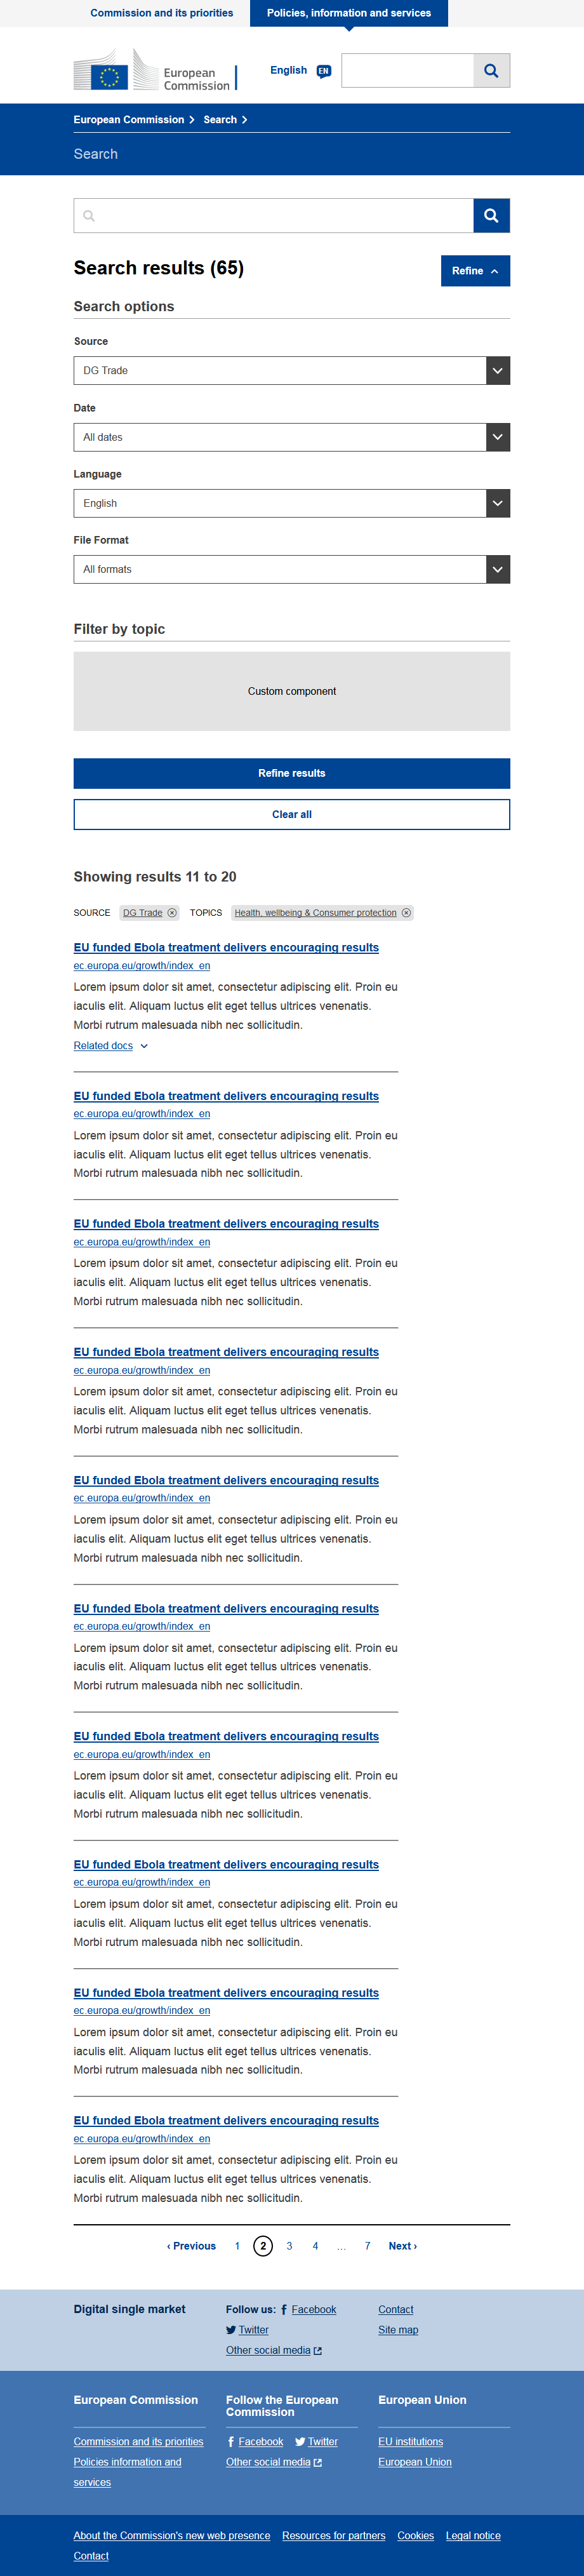 Commission and its priorities Policies, information and services
European
Commission
English EN
European Commission Search
Search
Search results (65)
Refine
Search options
Source
DG Trade
Date
All dates
Language
English
File Format
All formats
Filter by topic
Custom component
Refine results
Clear all
Showing results 11 to 20
SOURCE DG Trade TOPICS Health, wellbeing & Consumer protection
EU funded Ebola treatment delivers encouraging results
ec.europa.eu/growth/index_en
Lorem ipsum dolor sit amet, consectetur adipiscing elit. Proin eu
iaculis elit. Aliquam luctus elit eget tellus ultrices venenatis.
Morbi rutrum malesuada nibh nec sollicitudin.
Related docs
EU funded Ebola treatment delivers encouraging results
ec.europa.eu/growth/index_en
Lorem ipsum dolor sit amet, consectetur adipiscing elit. Proin eu
iaculis elit. Aliquam luctus elit eget tellus ultrices venenatis.
Morbi rutrum malesuada nibh nec sollicitudin.
EU funded Ebola treatment delivers encouraging results
ec.europa.eu/growth/index_en
Lorem ipsum dolor sit amet, consectetur adipiscing elit. Proin eu
iaculis elit. Aliquam luctus elit eget tellus ultrices venenatis.
Morbi rutrum malesuada nibh nec sollicitudin.
EU funded Ebola treatment delivers encouraging results
ec.europa.eu/growth/index_en
Lorem ipsum dolor sit amet, consectetur adipiscing elit. Proin eu
iaculis elit. Aliquam luctus elit eget tellus ultrices venenatis.
Morbi rutrum malesuada nibh nec sollicitudin.
EU funded Ebola treatment delivers encouraging results
ec.europa.eu/growth/index_en
Lorem ipsum dolor sit amet, consectetur adipiscing elit. Proin eu
iaculis elit. Aliquam luctus elit eget tellus ultrices venenatis.
Morbi rutrum malesuada nibh nec sollicitudin.
EU funded Ebola treatment delivers encouraging results
ec.europa.eu/growth/index_en
Lorem ipsum dolor sit amet, consectetur adipiscing elit. Proin eu
iaculis elit. Aliquam luctus elit eget tellus ultrices venenatis.
Morbi rutrum malesuada nibh nec sollicitudin.
EU funded Ebola treatment delivers encouraging results
ec.europa.eu/growth/index_en
Lorem ipsum dolor sit amet, consectetur adipiscing elit. Proin eu
iaculis elit. Aliquam luctus elit eget tellus ultrices venenatis.
Morbi rutrum malesuada nibh nec sollicitudin.
EU funded Ebola treatment delivers encouraging results
ec.europa.eu/growth/index_en
Lorem ipsum dolor sit amet, consectetur adipiscing elit. Proin eu
iaculis elit. Aliquam luctus elit eget tellus ultrices venenatis.
Morbi rutrum malesuada nibh nec sollicitudin.
EU funded Ebola treatment delivers encouraging results
ec.europa.eu/growth/index_en
Lorem ipsum dolor sit amet, consectetur adipiscing elit. Proin eu
iaculis elit. Aliquam luctus elit eget tellus ultrices venenatis.
Morbi rutrum malesuada nibh nec sollicitudin.
EU funded Ebola treatment delivers encouraging results
ec.europa.eu/growth/index_en
Lorem ipsum dolor sit amet, consectetur adipiscing elit. Proin eu
iaculis elit. Aliquam luctus elit eget tellus ultrices venenatis.
Morbi rutrum malesuada nibh nec sollicitudin.
‹ Previous 1 2 3 4 ... 7 Next ›
Digital single market
Follow us: Facebook
Twitter
Other social media
Contact
Site map
European Commission
Commission and its priorities
Policies information and
services
Follow the European
Commission
Facebook Twitter
Other social media
European Union
EU institutions
European Union
About the Commission's new web presence Resources for partners Cookies Legal notice
Contact